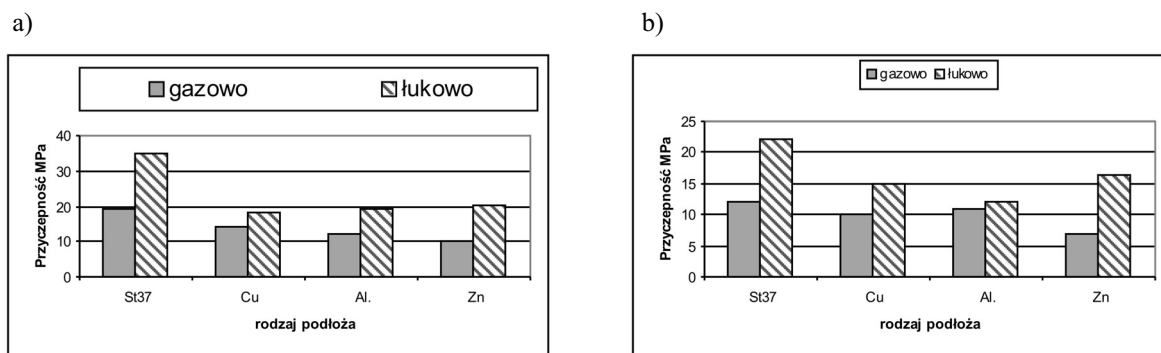 a)
gazowo łukowo
Przyczepność MPa
40
30
20
10
0
St37 Cu Al. Zn
rodzaj podłoża
b)
gazowo łukowo
Przyczepność MPa
25
20
15
10
5
0
St37 Cu Al. Zn
rodzaj podłoża